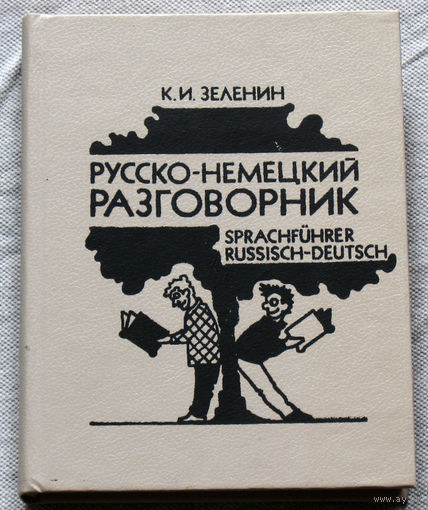 К.И. ЗЕЛЕНИН
РУССКО-НЕМЕЦКИЙ
РАЗГОВОРНИК
SPRACHFÜHRER
RUSSISCH-DEUTSCH